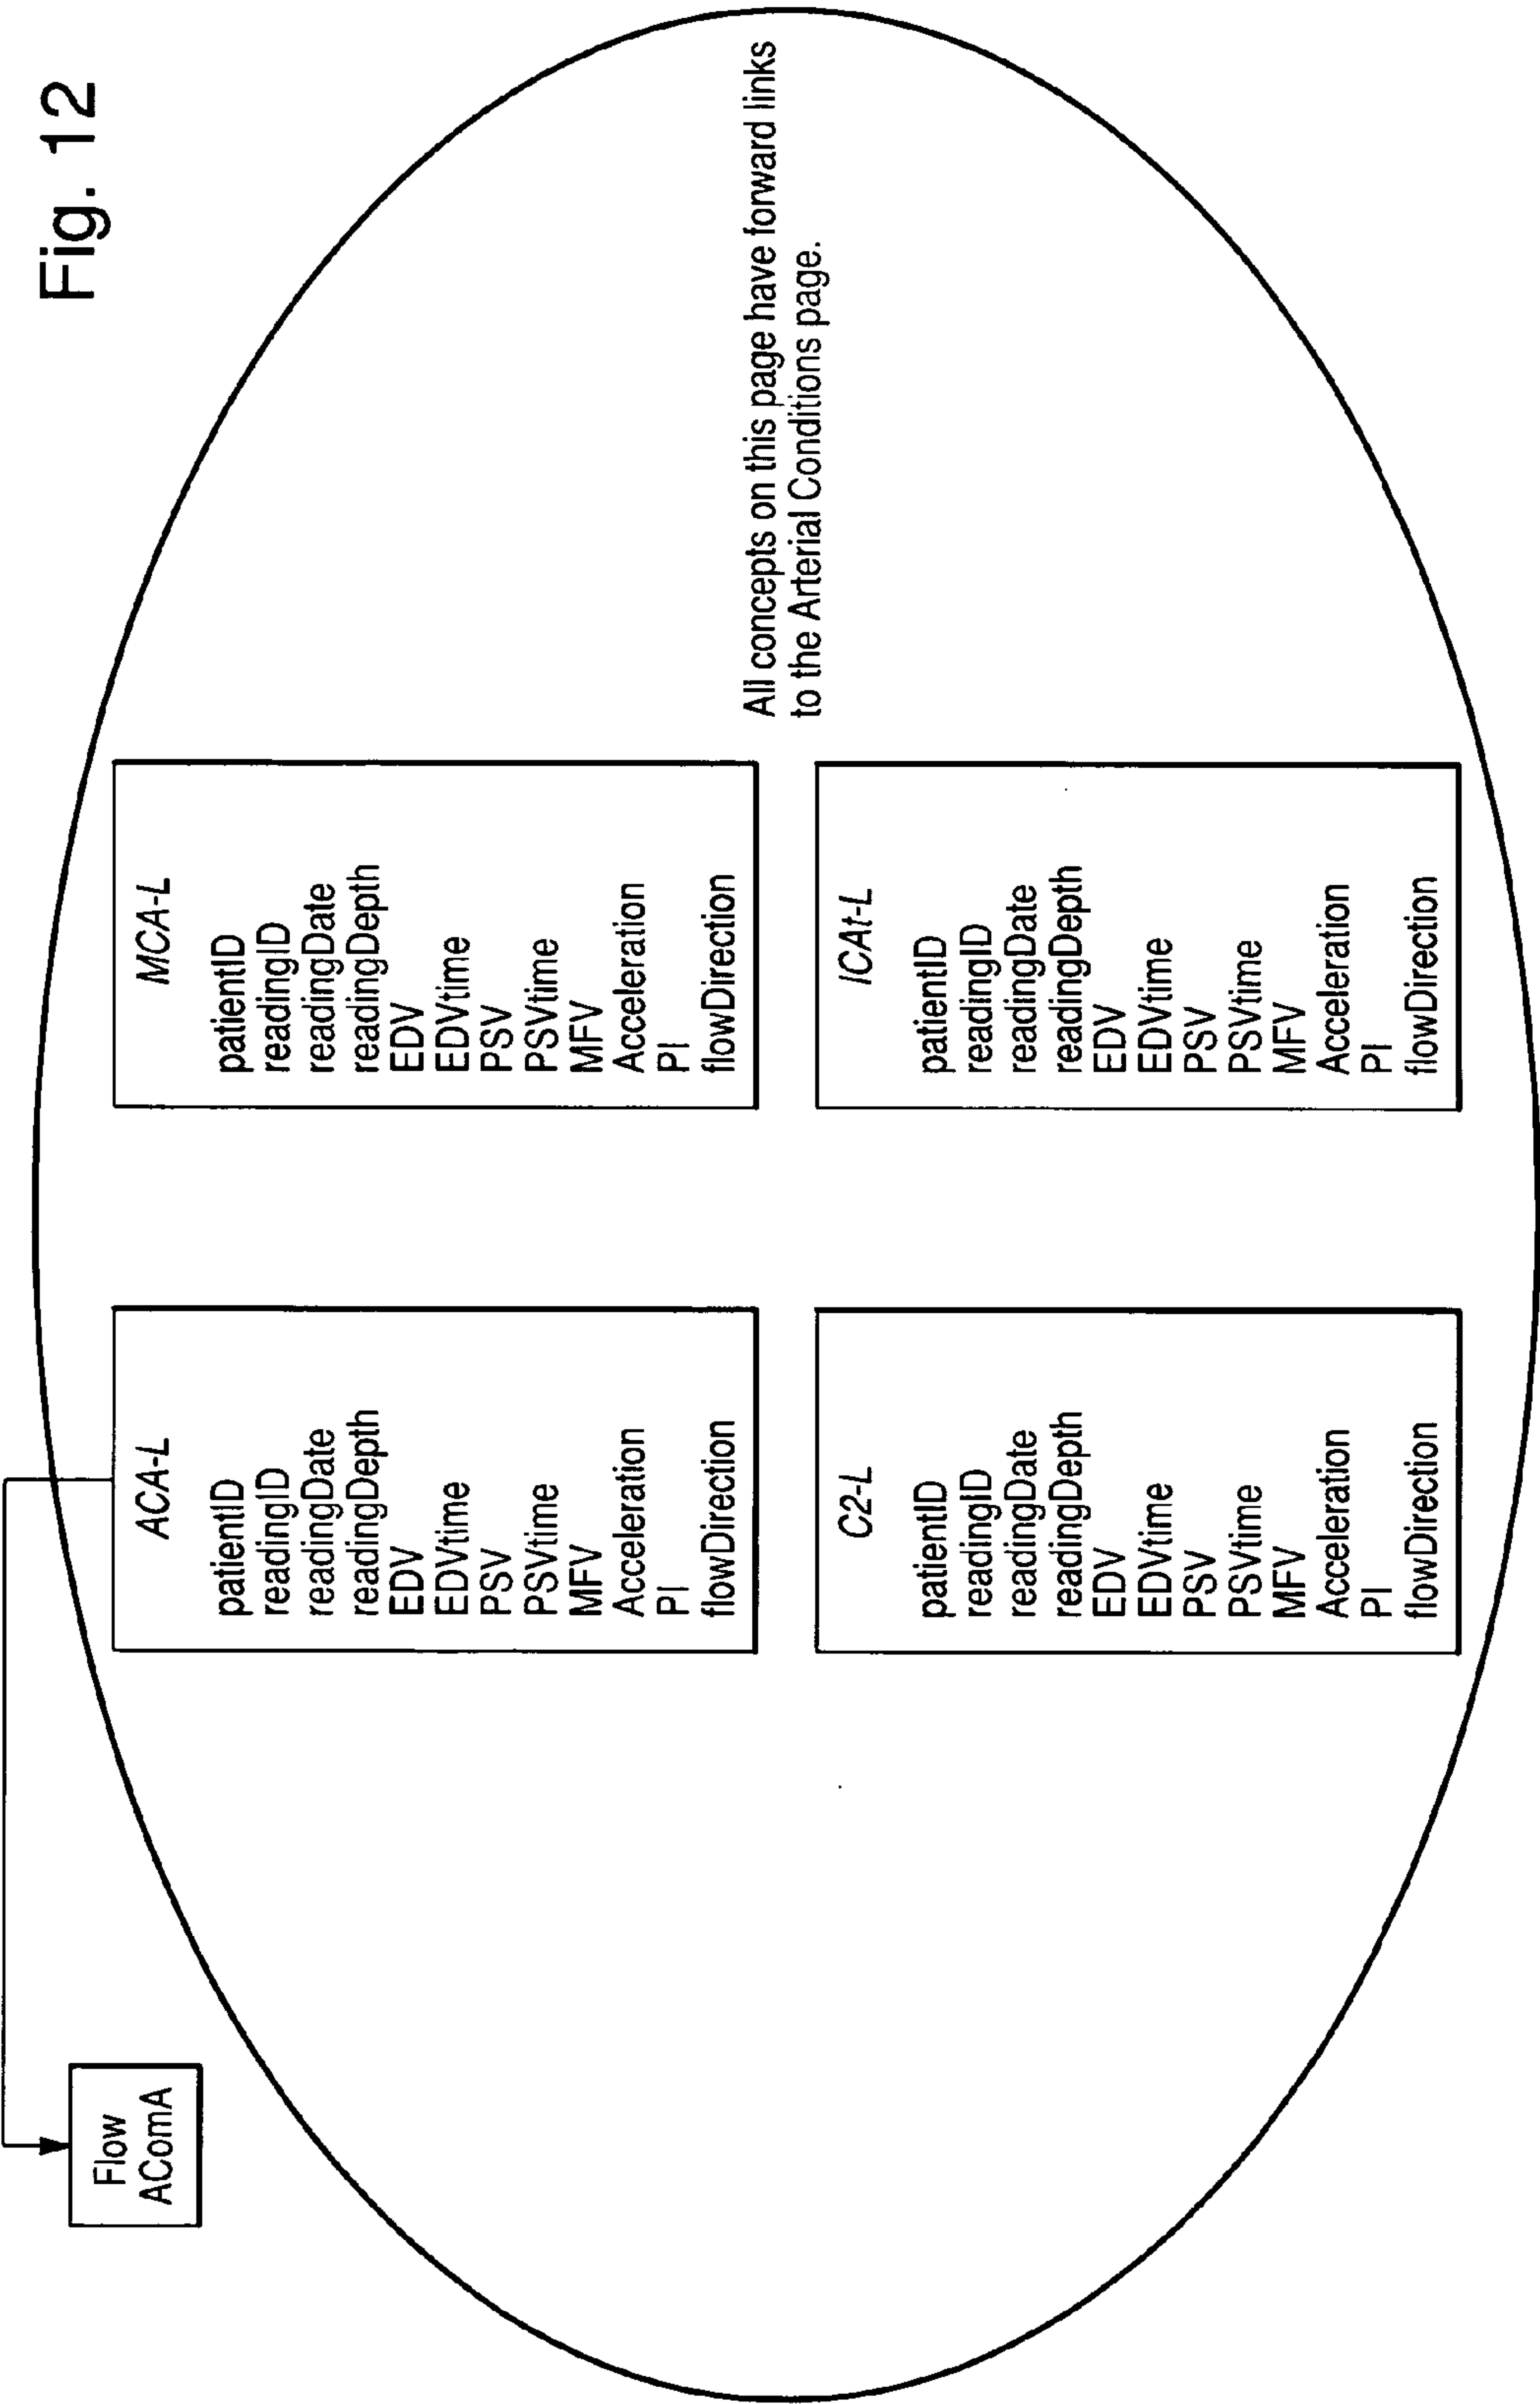 Fig. 12
Flow
AComA
ACA-L
patientID
readingID
readingDate
readingDepth
EDV
EDVtime
PSV
PSVtime
MFV
Acceleration
PI
flowDirection
MCA-L
patientID
readingID
readingDate
readingDepth
EDV
EDVtime
PSV
PSVtime
MFV
Acceleration
PI
flowDirection
C2-L
patientID
readingID
readingDate
readingDepth
EDV
EDVtime
PSV
PSVtime
MFV
Acceleration
PI
flowDirection
ICAt-L
patientID
readingID
readingDate
readingDepth
EDV
EDVtime
PSV
PSVtime
MFV
Acceleration
PI
flowDirection
All concepts on this page have forward links
to the Arterial Conditions page.